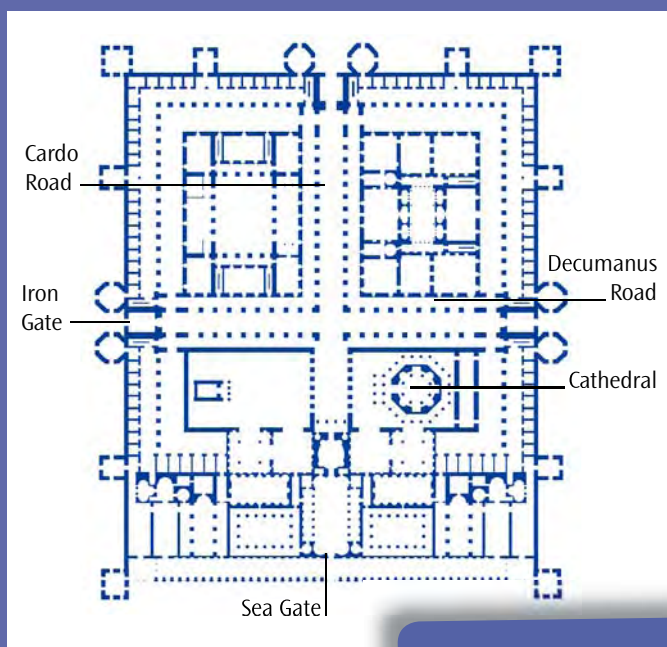 Cardo
Road
Iron
Gate
Decumanus
Road
Cathedral
Sea Gate